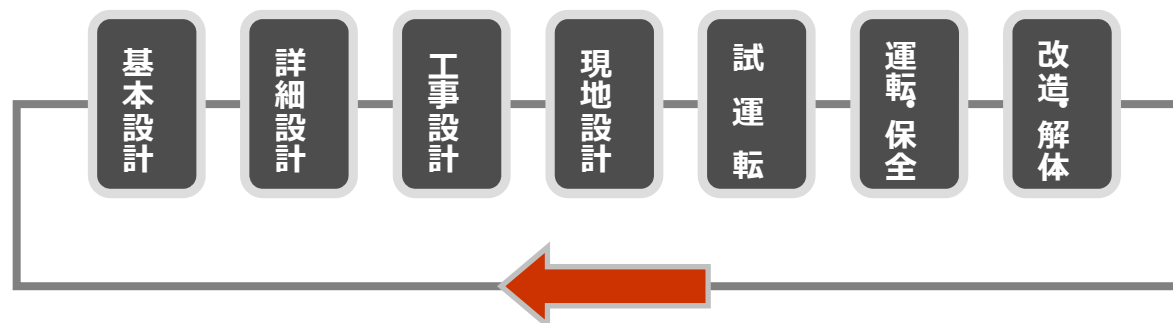 基本設計
詳細設計
工事設計
現地設計
試運転
運転・保全
改造・解体